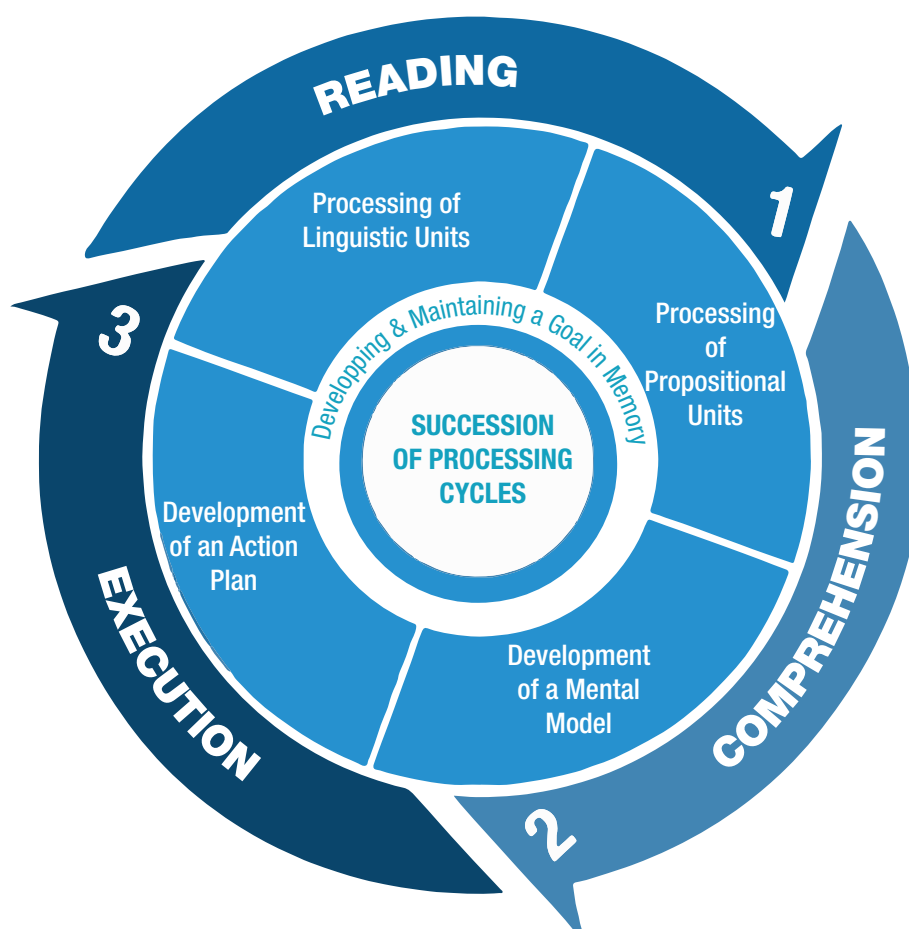 READING
1
Processing of
Linguistic Units
Processing
of
Propositional
Units
3
Developping & Maintaining a Goal in Memory
SUCCESSION
OF PROCESSING
CYCLES
COMPREHENSION
Development
of an Action
Plan
EXECUTION
Development
of a Mental
Model
2